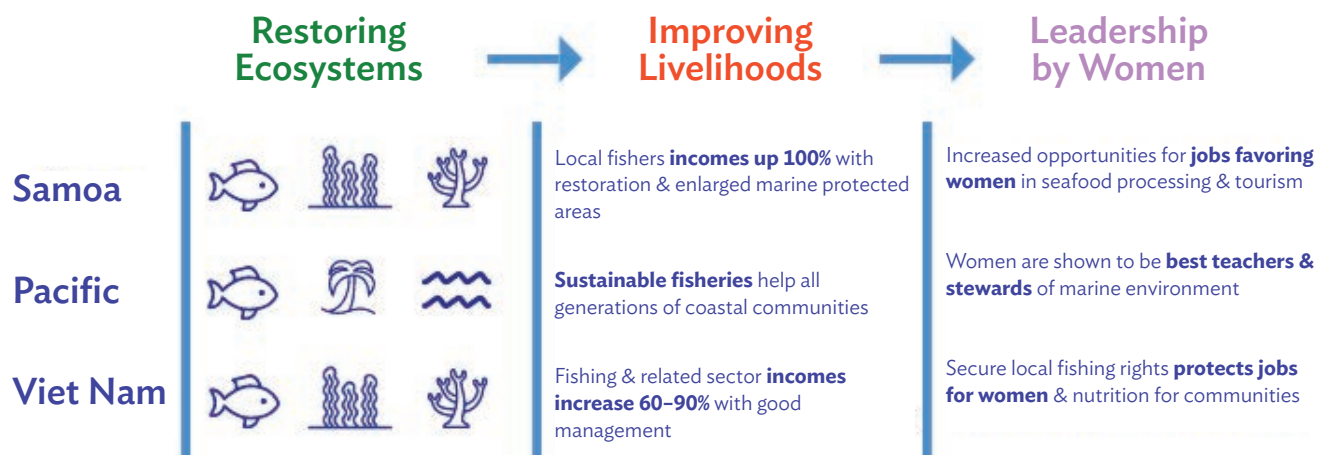 Restoring
Ecosystems
Improving
Livelihoods
Leadership
by Women
Samoa
Local fishers incomes up 100% with
restoration & enlarged marine protected
areas
Increased opportunities for jobs favoring
women in seafood processing & tourism
Pacific
Sustainable fisheries help all
generations of coastal communities
Women are shown to be best teachers &
stewards of marine environment
Viet Nam
Fishing & related sector incomes
increase 60–90% with good
management
Secure local fishing rights protects jobs
for women & nutrition for communities